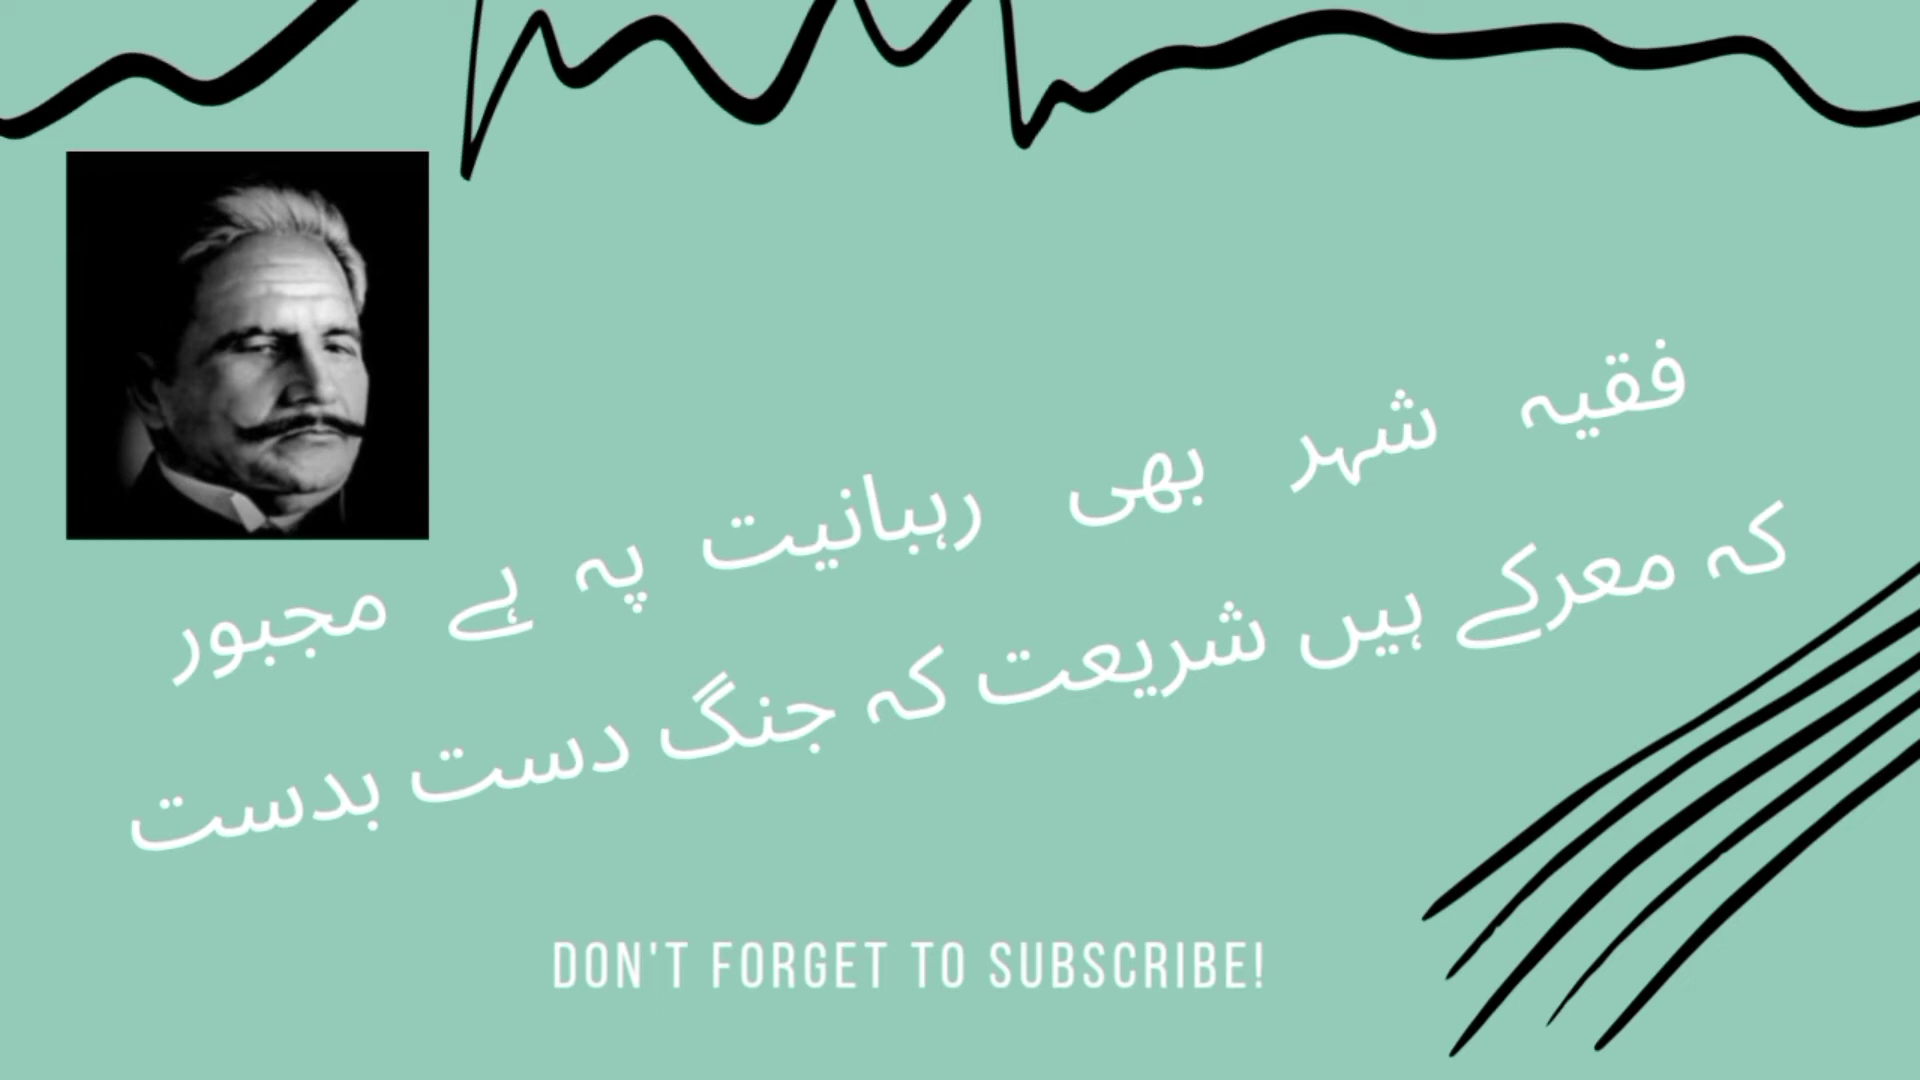 فقیہ شہر بھی رہبانیت پہ ہے مجبور
کہ معرکے ہیں شریعت کہ جنگ دست بدست
DON'T FORGET TO SUBSCRIBE!